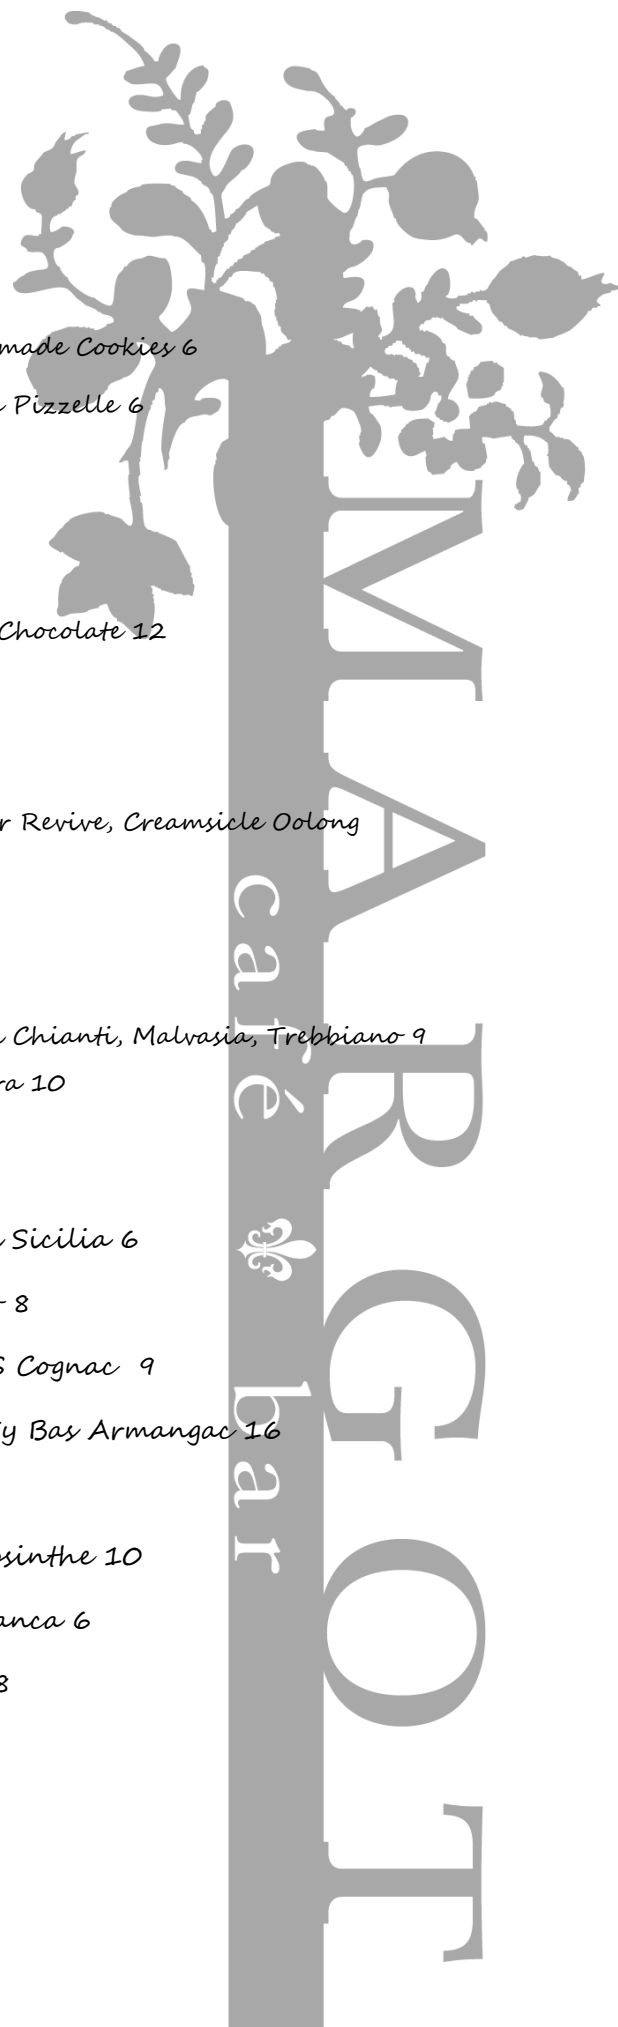 made Cookies 6
Pizzelle 6
Chocolate 12
r Revive, Creamsicle Oolong
Chianti, Malvasia, Trebbiano 9
ra 10
Sicilia 6
8
S Cognac 9
y Bas Armangac 16
sinthe 10
anca 6
8
café bar
MARGOT